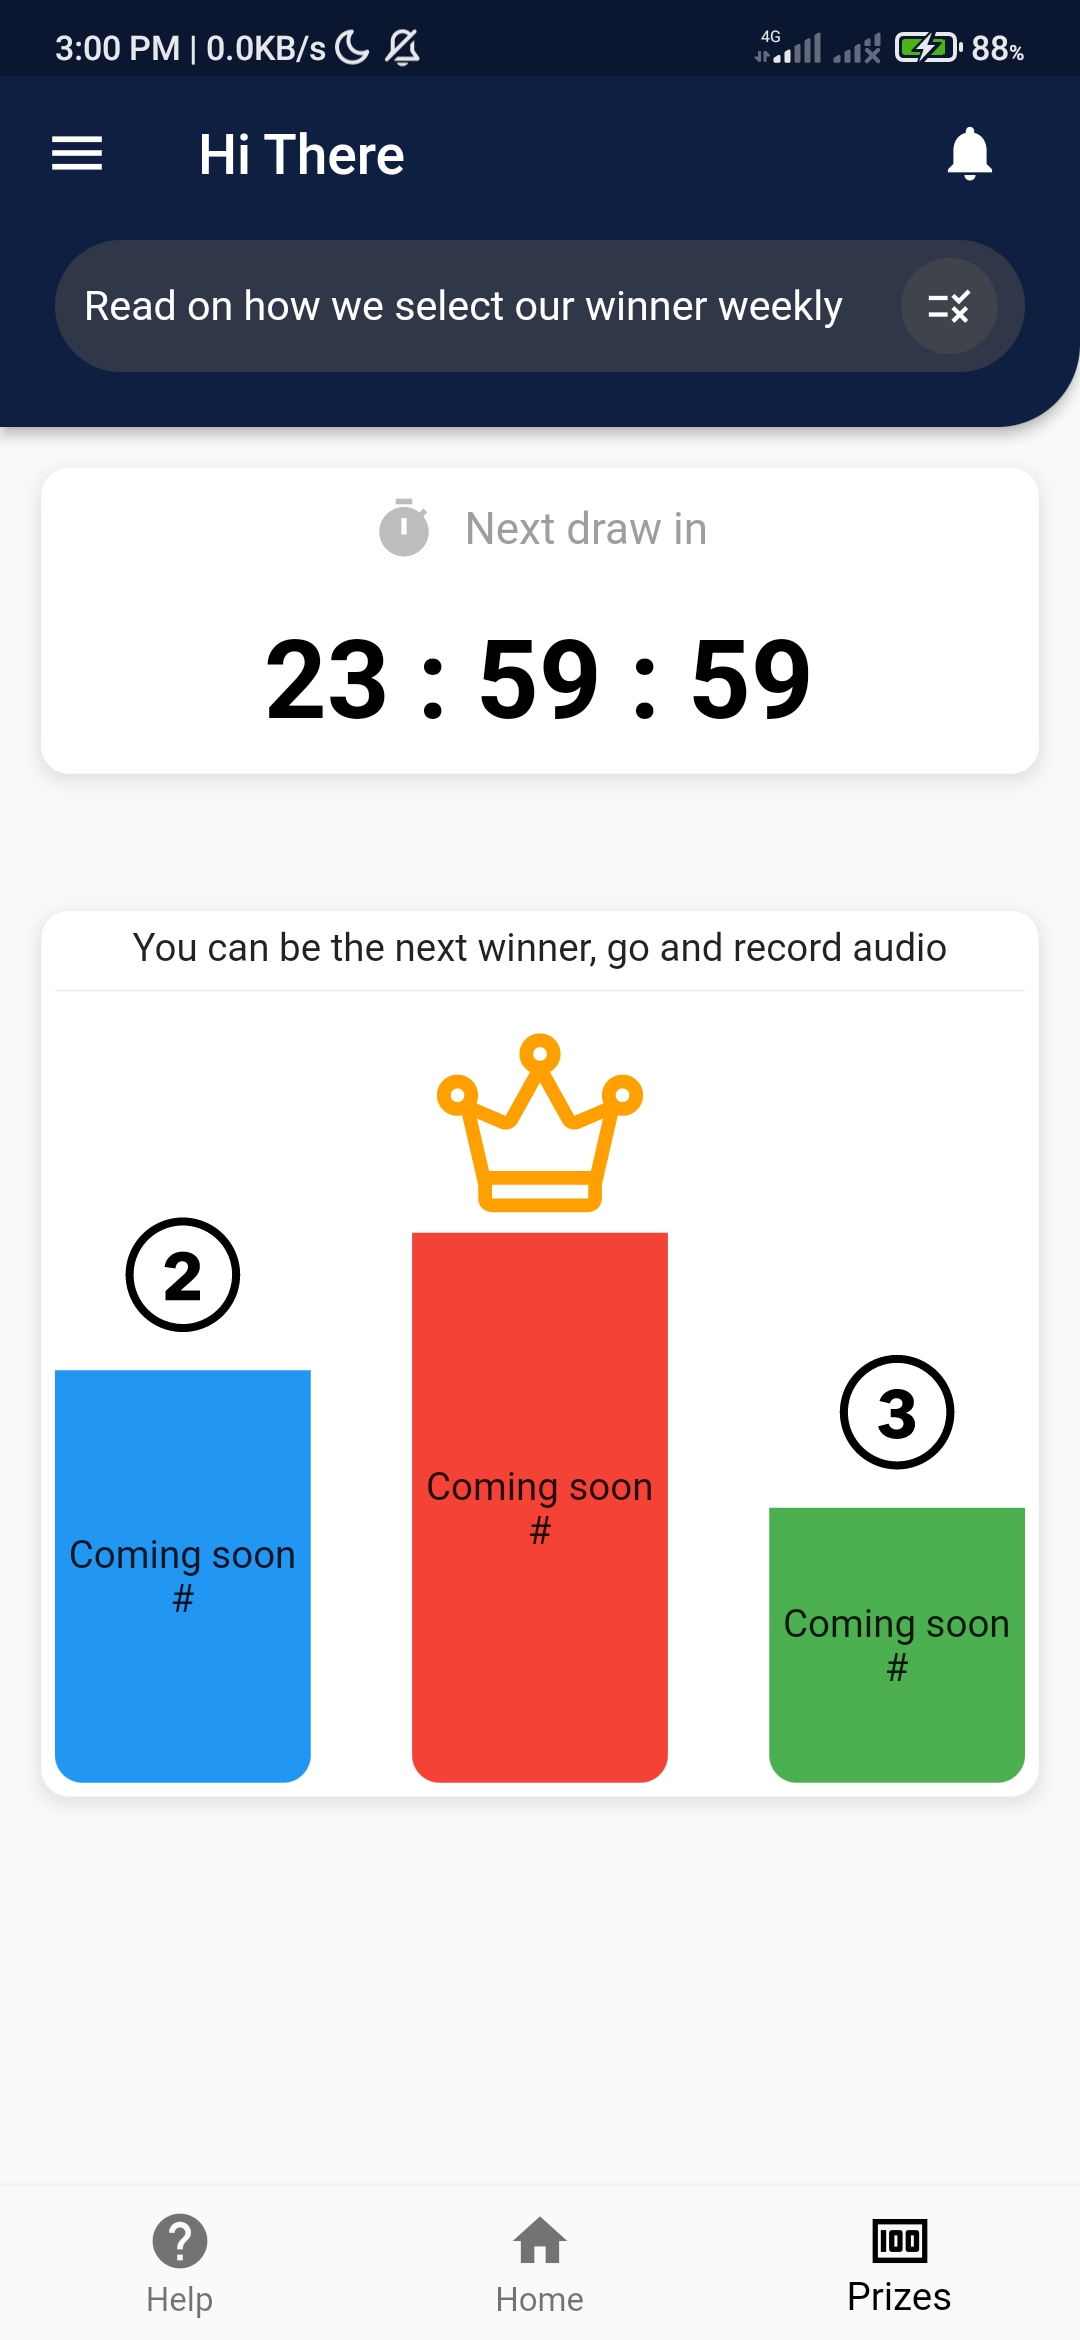 3:00 PM | 0.0KB/s 4G 88%
Hi There
Read on how we select our winner weekly
Next draw in
23 : 59 : 59
You can be the next winner, go and record audio
2
3
Coming soon
#
Coming soon
#
Coming soon
#
100
Help Home Prizes